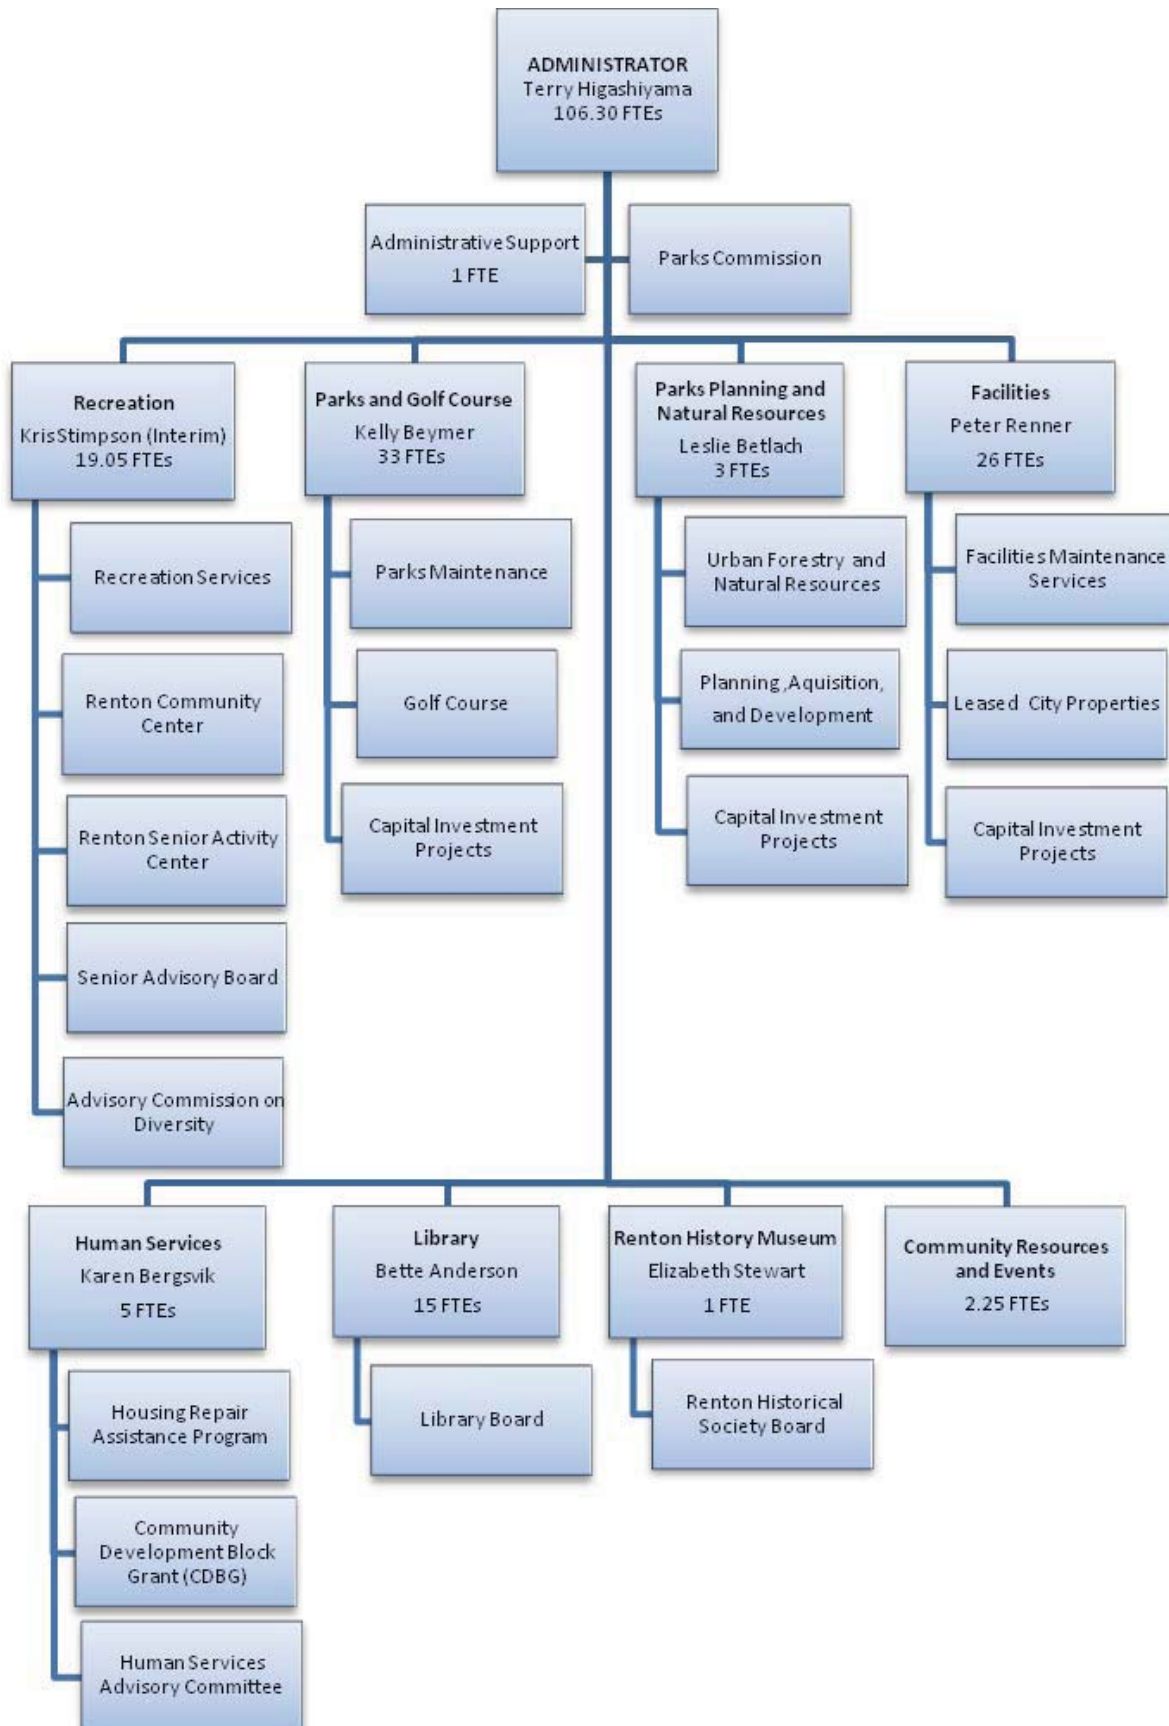 ADMINISTRATOR
Terry Higashiyama
106.30 FTEs
Administrative Support
1 FTE
Parks Commission
Recreation
Kris Stimpson (Interim)
19.05 FTEs
Parks and Golf Course
Kelly Beymer
33 FTEs
Parks Planning and
Natural Resources
Leslie Betlach
3 FTEs
Facilities
Peter Renner
26 FTEs
Recreation Services
Renton Community
Center
Renton Senior Activity
Center
Senior Advisory Board
Advisory Commission on
Diversity
Parks Maintenance
Golf Course
Capital Investment
Projects
Urban Forestry and
Natural Resources
Planning ,Aquisition,
and Development
Capital Investment
Projects
Facilities Maintenance
Services
Leased City Properties
Capital Investment
Projects
Human Services
Karen Bergsvik
5 FTEs
Library
Bette Anderson
15 FTEs
Renton History Museum
Elizabeth Stewart
1 FTE
Community Resources
and Events
2.25 FTEs
Housing Repair
Assistance Program
Community
Development Block
Grant (CDBG)
Human Services
Advisory Committee
Library Board
Renton Historical
Society Board